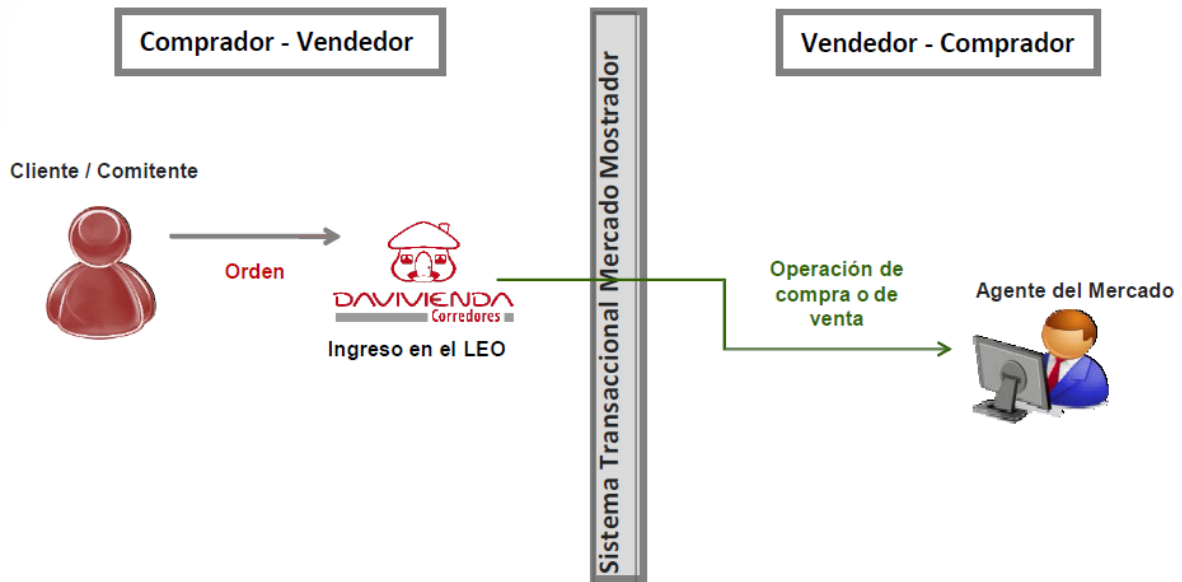 Comprador - Vendedor
Vendedor - Comprador
Sistema Transaccional Mercado Mostrador
Cliente / Comitente
Orden
DAVIVIENDA
Corredores
Ingreso en el LEO
Operación de
compra o de
venta
Agente del Mercado